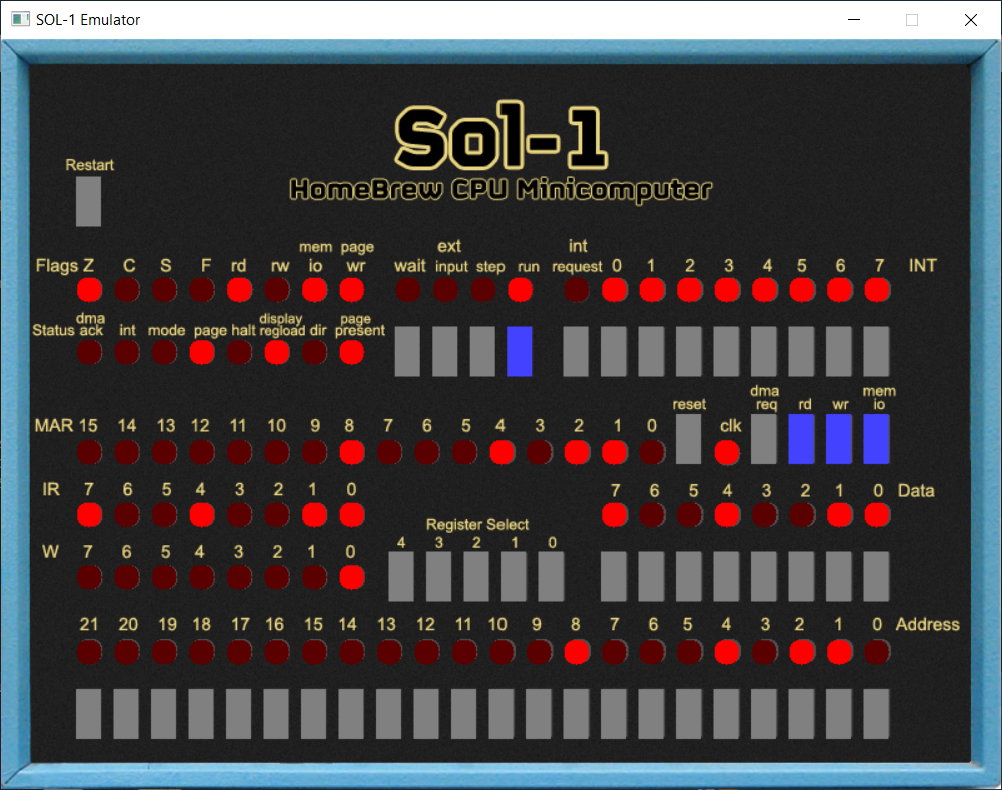 SOL-1 Emulator
Sol-1
HomeBrew CPU Minicomputer
Restart
mem page ext int
Flags Z C S F rd rw io wr wait input step run request 0 1 2 3 4 5 6 7 INT
dma display page
Status ack int mode page halt regload dir present
dma mem
reset req rd wr io
MAR 15 14 13 12 11 10 9 8 7 6 5 4 3 2 1 0 clk
IR 7 6 5 4 3 2 1 0 7 6 5 4 3 2 1 0 Data
Register Select
4 3 2 1 0
W 7 6 5 4 3 2 1 0
21 20 19 18 17 16 15 14 13 12 11 10 9 8 7 6 5 4 3 2 1 0 Address